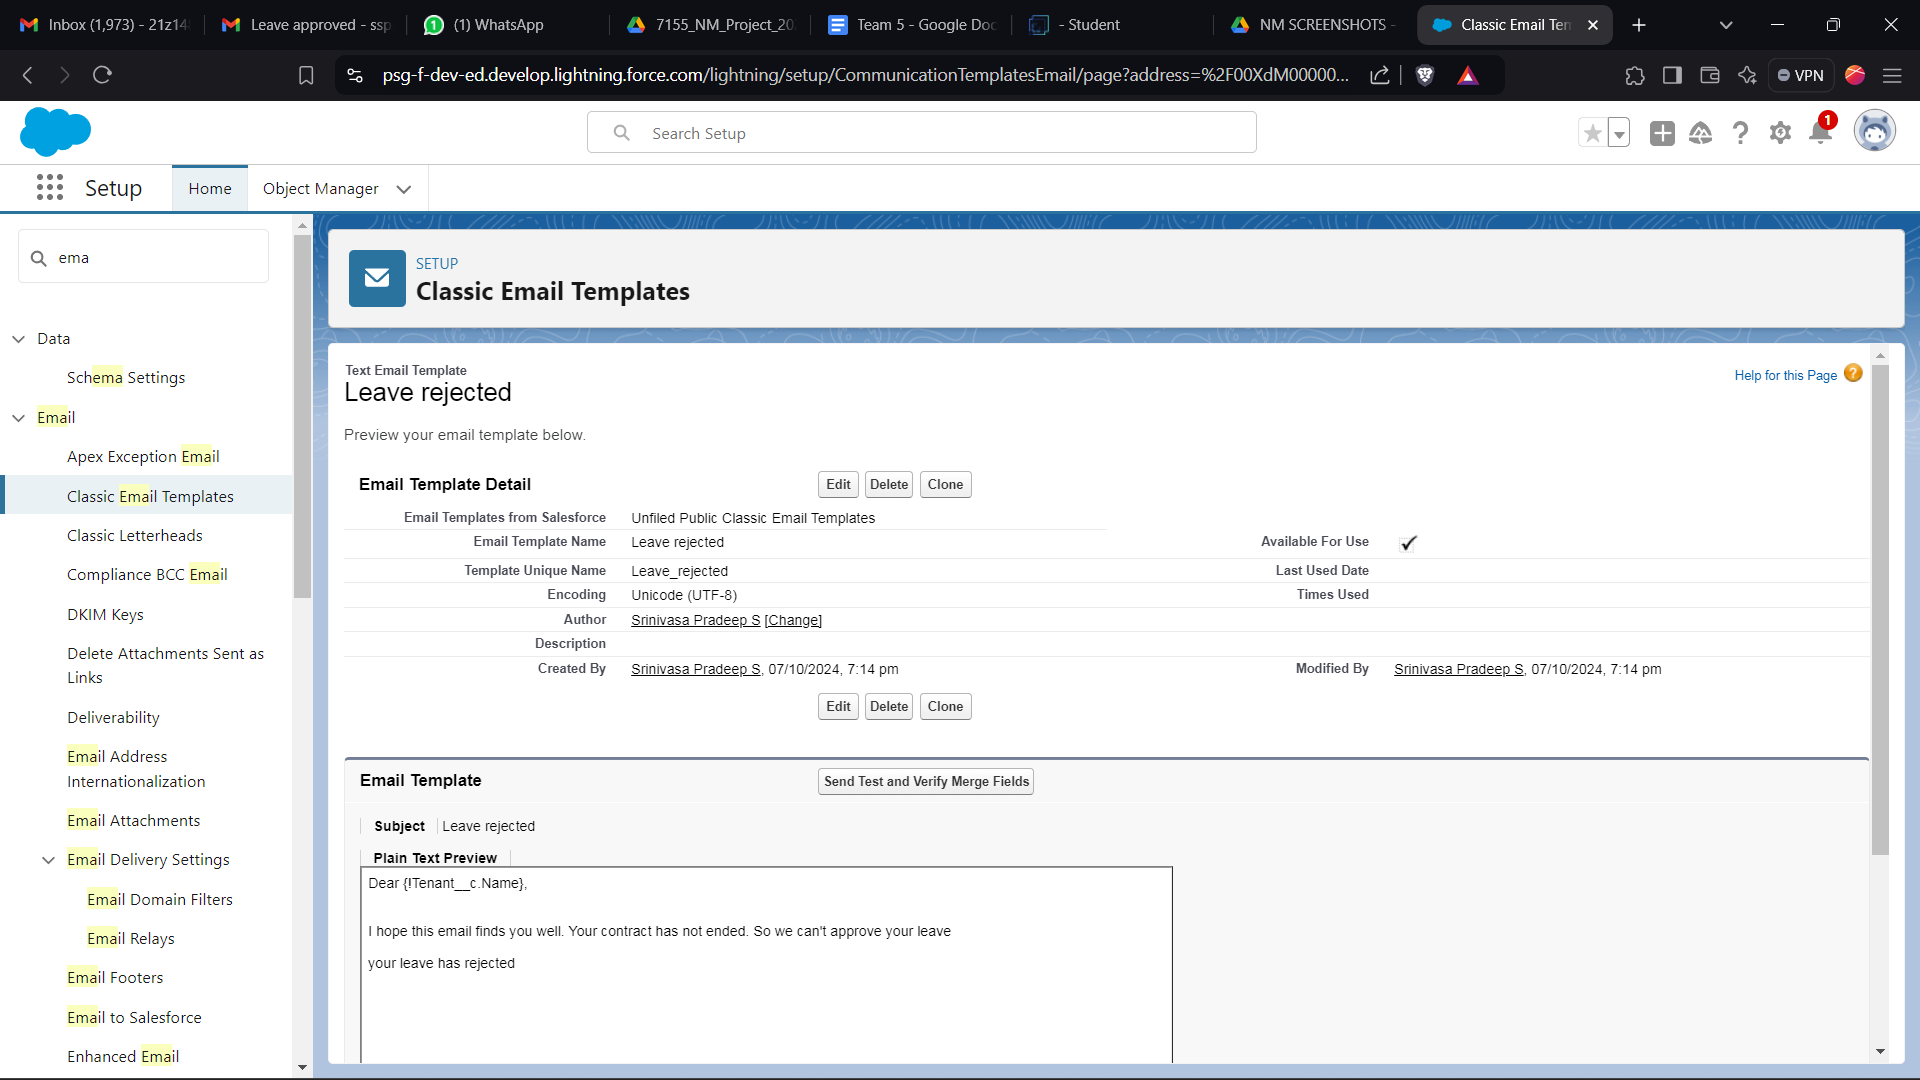 Inbox (1,973) - 21z14
Leave approved - ssp
(1) WhatsApp
7155_NM_Project_20
Team 5 - Google Doc
- Student
NM SCREENSHOTS -
Classic Email Ten
psg-f-dev-ed.develop.lightning.force.com/lightning/setup/CommunicationTemplatesEmail/page?address=%2F00XdM00000...
VPN
Search Setup
1
Setup
Home
Object Manager
ema
Data
Schema Settings
Email
Apex Exception Email
Classic Email Templates
Classic Letterheads
Compliance BCC Email
DKIM Keys
Delete Attachments Sent as
Links
Deliverability
Email Address
Internationalization
Email Attachments
Email Delivery Settings
Email Domain Filters
Email Relays
Email Footers
Email to Salesforce
Enhanced Email
SETUP
Classic Email Templates
Text Email Template
Leave rejected
Help for this Page
Preview your email template below.
Email Template Detail
Edit Delete Clone
Email Templates from Salesforce Unfiled Public Classic Email Templates
Email Template Name Leave rejected Available For Use
Template Unique Name Leave_rejected Last Used Date
Encoding Unicode (UTF-8) Times Used
Author Srinivasa Pradeep S [Change]
Description
Created By Srinivasa Pradeep S, 07/10/2024, 7:14 pm Modified By Srinivasa Pradeep S, 07/10/2024, 7:14 pm
Edit Delete Clone
Email Template Send Test and Verify Merge Fields
Subject Leave rejected
Plain Text Preview
Dear {!Tenant__c.Name},
I hope this email finds you well. Your contract has not ended. So we can't approve your leave
your leave has rejected